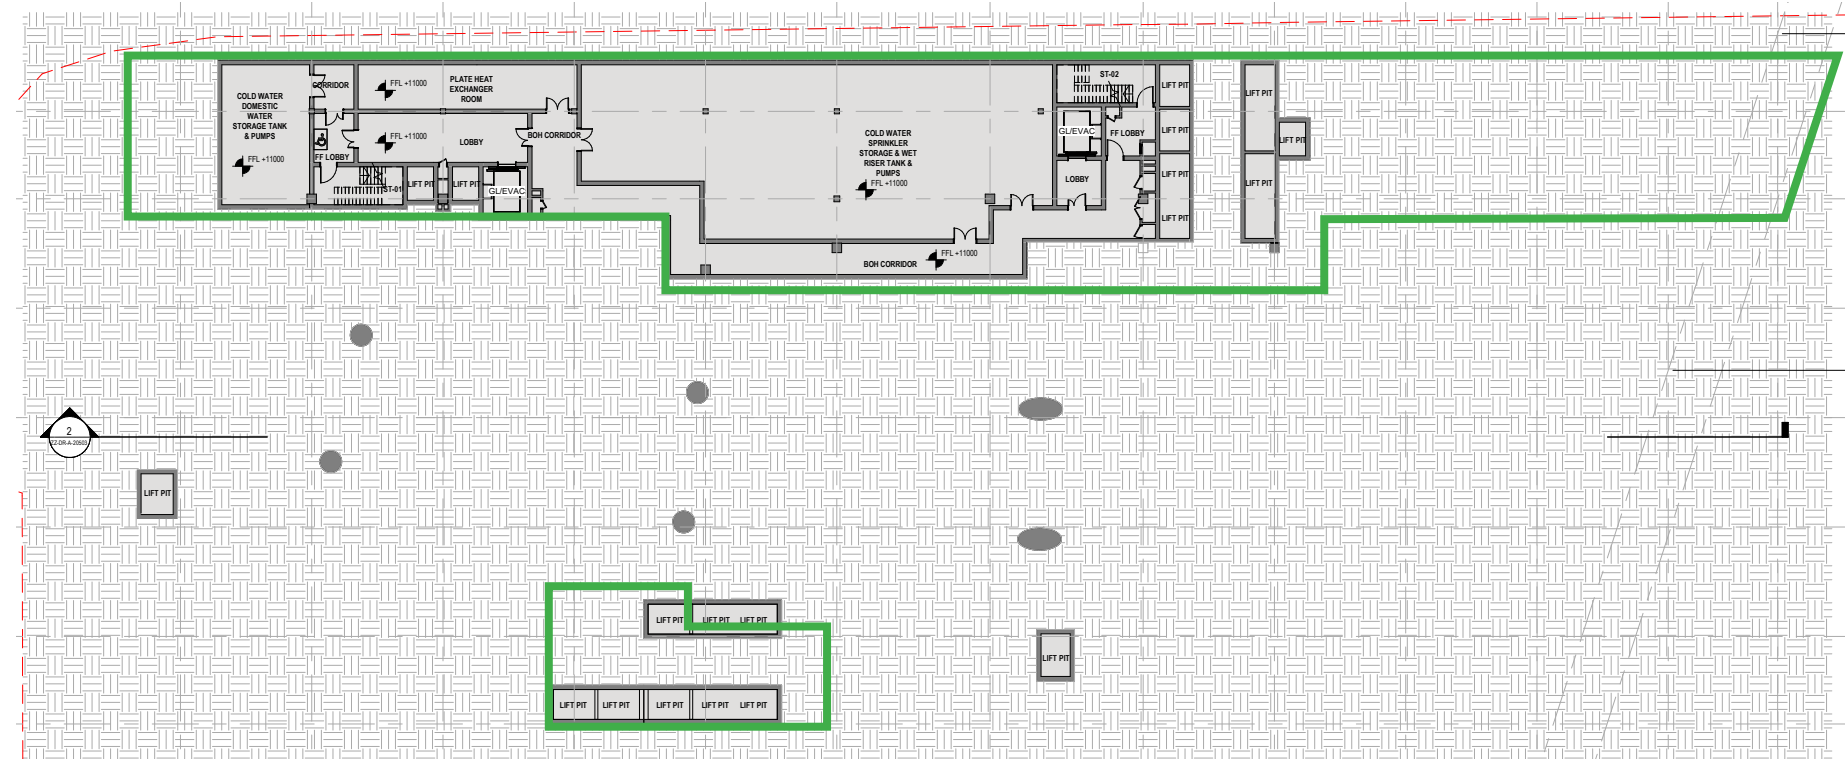 COLD WATER
DOMESTIC
WATER
STORAGE TANK
& PUMPS
FFL +11000
CORRIDOR
FFL +11000
PLATE HEAT
EXCHANGER
ROOM
FFL +11000
LOBBY
FF LOBBY
ST-01
LIFT PIT
LIFT PIT
GL/EVAC
BOH CORRIDOR
COLD WATER
SPRINKLER
STORAGE & WET
RISER TANK &
PUMPS
FFL +11000
BOH CORRIDOR
FFL +11000
ST-02
GL/EVAC
FF LOBBY
LOBBY
LIFT PIT
LIFT PIT
LIFT PIT
LIFT PIT
LIFT PIT
LIFT PIT
LIFT PIT
2
ZZ-DR-A-20503
LIFT PIT
LIFT PIT
LIFT PIT
LIFT PIT
LIFT PIT
LIFT PIT
LIFT PIT
LIFT PIT
LIFT PIT
LIFT PIT